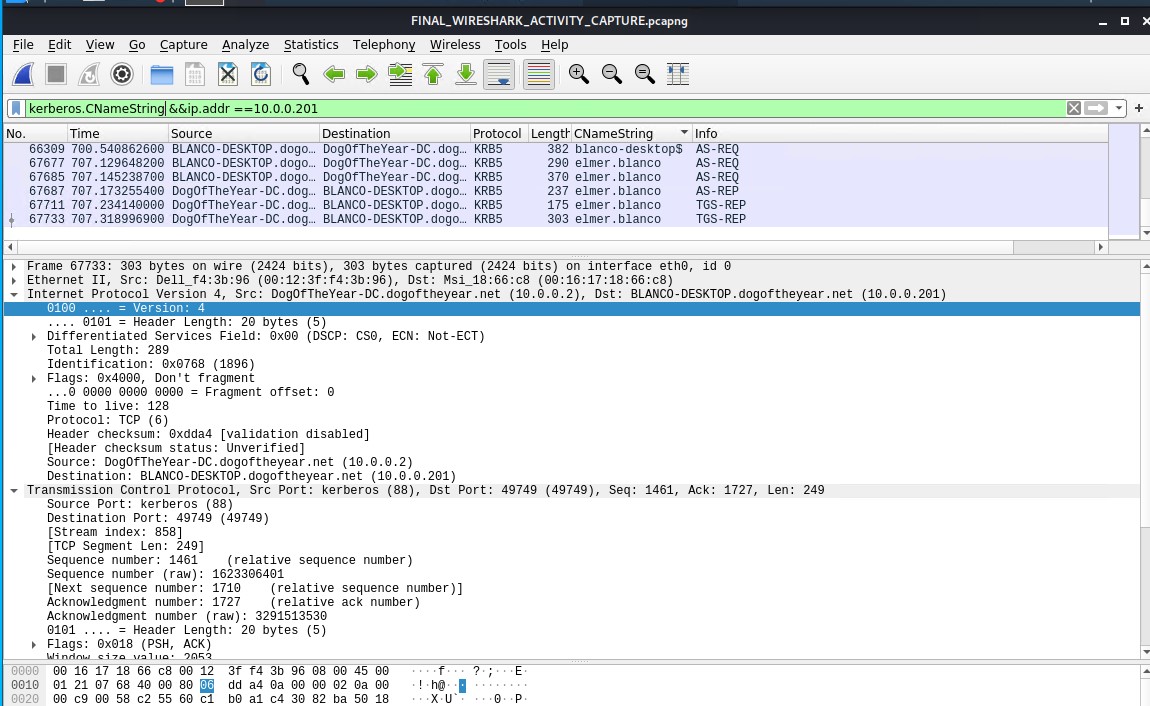 FINAL_WIRESHARK_ACTIVITY_CAPTURE.pcapng
File Edit View Go Capture Analyze Statistics Telephony Wireless Tools Help
kerberos.CNameString &&ip.addr ==10.0.0.201
No. Time Source Destination Protocol Length CNameString Info
66309 700.540862600 BLANCO-DESKTOP.dogo… DogOfTheYear-DC.dog… KRB5 382 blanco-desktop$ AS-REQ
67677 707.129648200 BLANCO-DESKTOP.dogo… DogOfTheYear-DC.dog… KRB5 290 elmer.blanco AS-REQ
67685 707.145238700 BLANCO-DESKTOP.dogo… DogOfTheYear-DC.dog… KRB5 370 elmer.blanco AS-REQ
67687 707.173255400 DogOfTheYear-DC.dog… BLANCO-DESKTOP.dogo… KRB5 237 elmer.blanco AS-REP
67711 707.234140000 DogOfTheYear-DC.dog… BLANCO-DESKTOP.dogo… KRB5 175 elmer.blanco TGS-REP
67733 707.318996900 DogOfTheYear-DC.dog… BLANCO-DESKTOP.dogo… KRB5 303 elmer.blanco TGS-REP
Frame 67733: 303 bytes on wire (2424 bits), 303 bytes captured (2424 bits) on interface eth0, id 0
Ethernet II, Src: Dell_f4:3b:96 (00:12:3f:f4:3b:96), Dst: Msi_18:66:c8 (00:16:17:18:66:c8)
Internet Protocol Version 4, Src: DogOfTheYear-DC.dogoftheyear.net (10.0.0.2), Dst: BLANCO-DESKTOP.dogoftheyear.net (10.0.0.201)
0100 .... = Version: 4
.... 0101 = Header Length: 20 bytes (5)
Differentiated Services Field: 0x00 (DSCP: CS0, ECN: Not-ECT)
Total Length: 289
Identification: 0x0768 (1896)
Flags: 0x4000, Don't fragment
...0 0000 0000 0000 = Fragment offset: 0
Time to live: 128
Protocol: TCP (6)
Header checksum: 0xdda4 [validation disabled]
[Header checksum status: Unverified]
Source: DogOfTheYear-DC.dogoftheyear.net (10.0.0.2)
Destination: BLANCO-DESKTOP.dogoftheyear.net (10.0.0.201)
Transmission Control Protocol, Src Port: kerberos (88), Dst Port: 49749 (49749), Seq: 1461, Ack: 1727, Len: 249
Source Port: kerberos (88)
Destination Port: 49749 (49749)
[Stream index: 858]
[TCP Segment Len: 249]
Sequence number: 1461 (relative sequence number)
Sequence number (raw): 1623306401
[Next sequence number: 1710 (relative sequence number)]
Acknowledgment number: 1727 (relative ack number)
Acknowledgment number (raw): 3291513530
0101 .... = Header Length: 20 bytes (5)
Flags: 0x018 (PSH, ACK)
Window size value: 2053
0000 00 16 17 18 66 c8 00 12 3f f4 3b 96 08 00 45 00 ····f··· ?·;···E·
0010 01 21 07 68 40 00 80 06 dd a4 0a 00 00 02 0a 00 ·!·h@··· ········
0020 00 c9 00 58 c2 55 60 c1 b0 a1 c4 30 82 ba 50 18 ···X·U`· ···0··P·